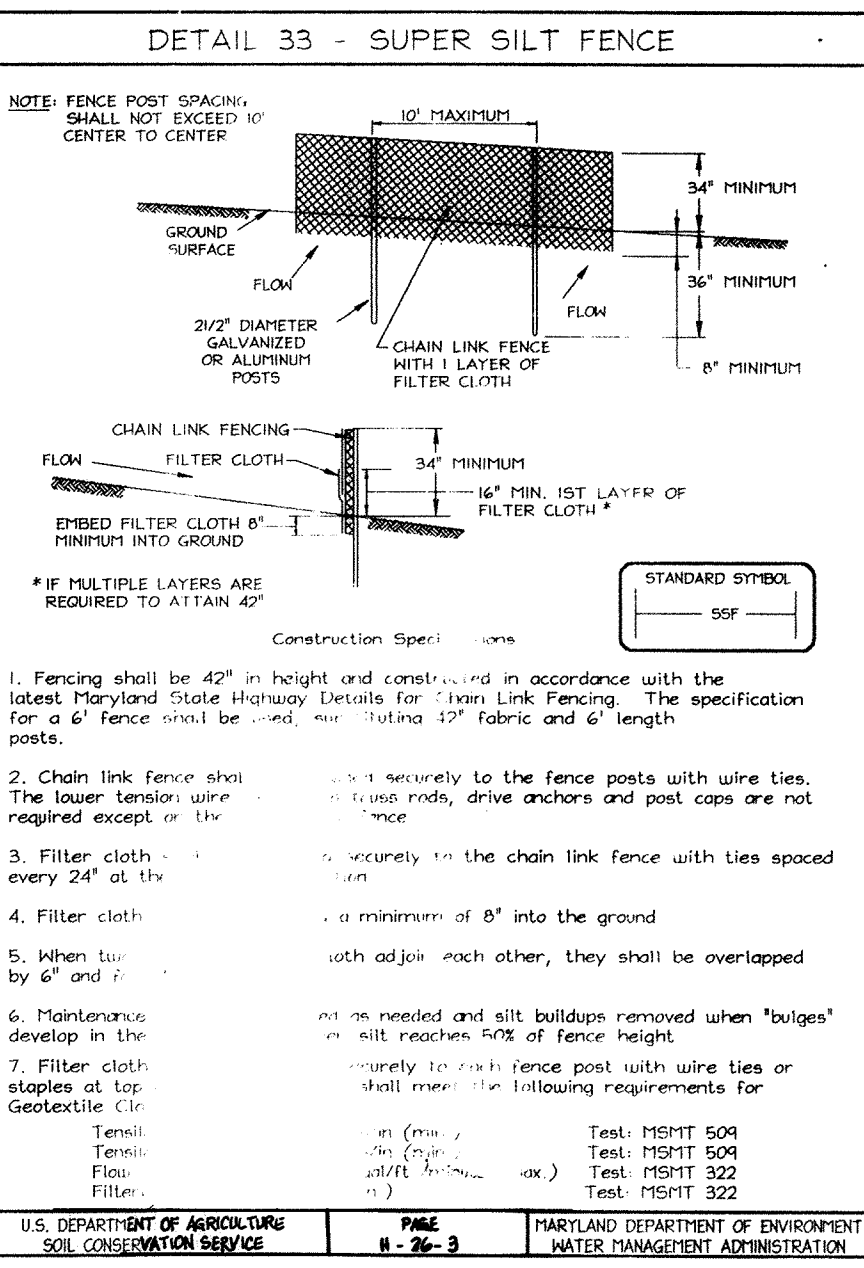 DETAIL 33 - SUPER SILT FENCE
NOTE: FENCE POST SPACING
SHALL NOT EXCEED 10'
CENTER TO CENTER
10' MAXIMUM
34" MINIMUM
GROUND
SURFACE
FLOW
36" MINIMUM
FLOW
21/2" DIAMETER
GALVANIZED
OR ALUMINUM
POSTS
CHAIN LINK FENCE
WITH 1 LAYER OF
FILTER CLOTH
8" MINIMUM
CHAIN LINK FENCING
FLOW
FILTER CLOTH
34" MINIMUM
16" MIN. 1ST LAYER OF
FILTER CLOTH *
EMBED FILTER CLOTH 8"
MINIMUM INTO GROUND
* IF MULTIPLE LAYERS ARE
REQUIRED TO ATTAIN 42"
STANDARD SYMBOL
SSF
Construction
1. Fencing shall be 42" in height and constructed in accordance with the
latest Maryland State Highway Details for Chain Link Fencing. The specification
for a 6' fence shall be used, substituting 42" fabric and 6' length
posts.
2. Chain link fence securely to the fence posts with wire ties.
The lower tension wire truss rods, drive anchors and post caps are not
required except on the fence
3. Filter cloth securely to the chain link fence with ties spaced
every 24" at the
4. Filter cloth a minimum of 8" into the ground
5. When adjoin each other, they shall be overlapped
by 6" and
6. Maintenance as needed and silt buildups removed when "bulges"
develop in the silt reaches 50% of fence height
7. Filter cloth securely to each fence post with wire ties or
staples at top shall meet the following requirements for
Geotextile
(min.) Test: MSMT 509
(min.) Test: MSMT 509
Test: MSMT 322
Test: MSMT 322
U.S. DEPARTMENT OF AGRICULTURE
SOIL CONSERVATION SERVICE
PAGE
H - 26 - 3
MARYLAND DEPARTMENT OF ENVIRONMENT
WATER MANAGEMENT ADMINISTRATION